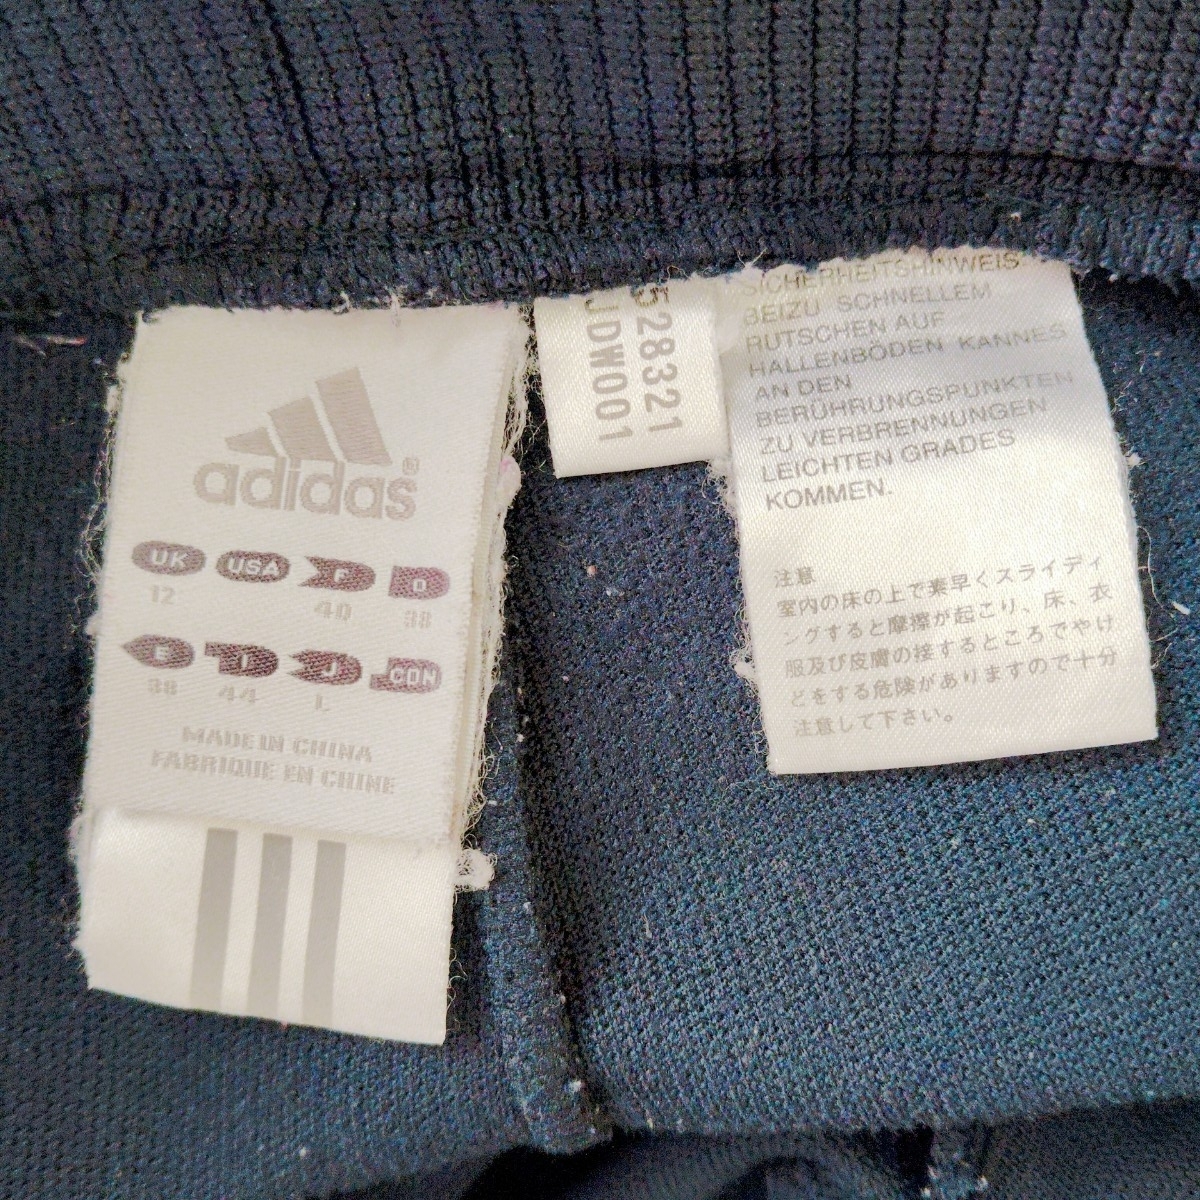 adidas®
UK USA F D
12 40 38
E I J CON
38 44 L
MADE IN CHINA
FABRIQUE EN CHINE
528321
JDW001
SICHERHEITSHINWEIS
BEIZU SCHNELLEM
RUTSCHEN AUF
HALLENBÖDEN KANNES
AN DEN
BERÜHRUNGSPUNKTEN
ZU VERBRENNUNGEN
LEICHTEN GRADES
KOMMEN.
注意
室内の床の上で素早くスライディ
ングすると摩擦が起こり、床、衣
服及び皮膚の接するところでやけ
どをする危険がありますので十分
注意して下さい。